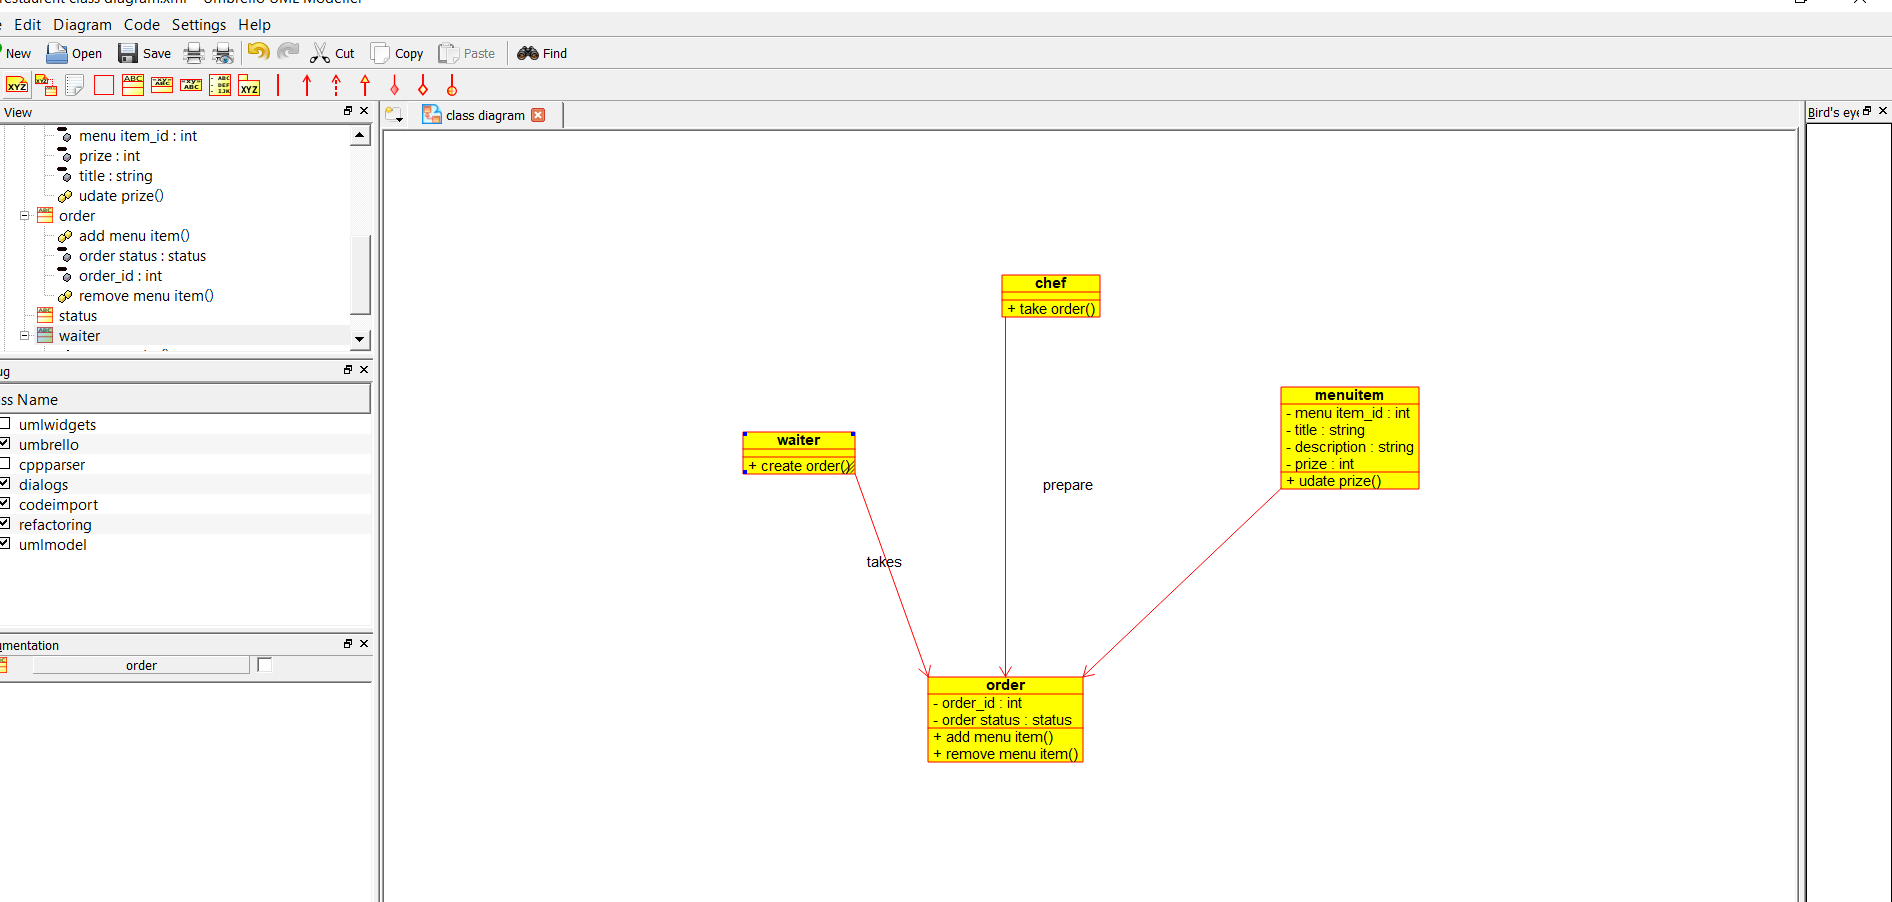 Edit Diagram Code Settings Help
New Open Save Cut Copy Paste Find
XYZ
View
class diagram
Bird's eye
menu item_id : int
prize : int
title : string
udate prize()
order
add menu item()
order status : status
order_id : int
remove menu item()
status
waiter
ss Name
umlwidgets
umbrello
cppparser
dialogs
codeimport
refactoring
umlmodel
mentation
order
chef
+ take order()
menuitem
- menu item_id : int
- title : string
- description : string
- prize : int
+ udate prize()
waiter
+ create order()
prepare
takes
order
- order_id : int
- order status : status
+ add menu item()
+ remove menu item()